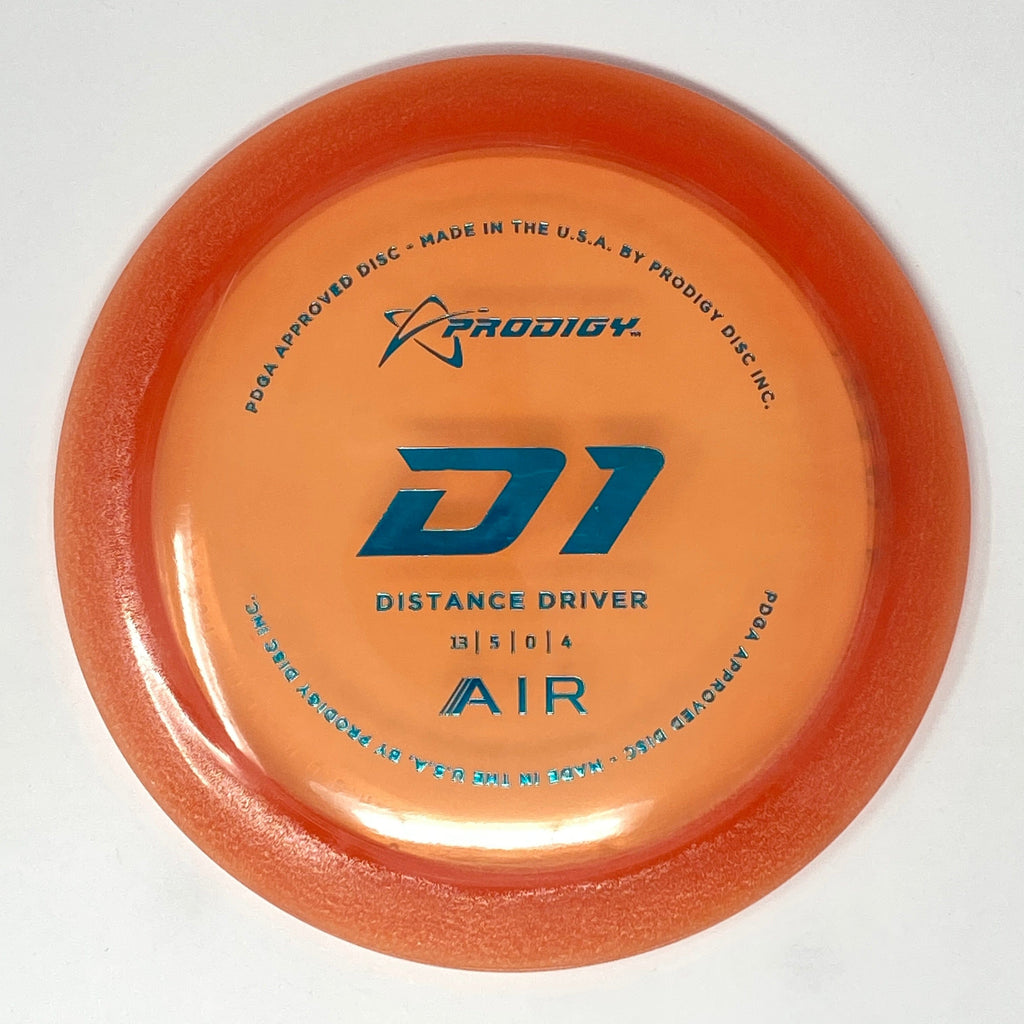 PDGA APPROVED DISC - MADE IN THE U.S.A. BY PRODIGY DISC INC.
PRODIGY™
D1
DISTANCE DRIVER
13 | 5 | 0 | 4
AIR
PDGA APPROVED DISC - MADE IN THE U.S.A. BY PRODIGY DISC INC.